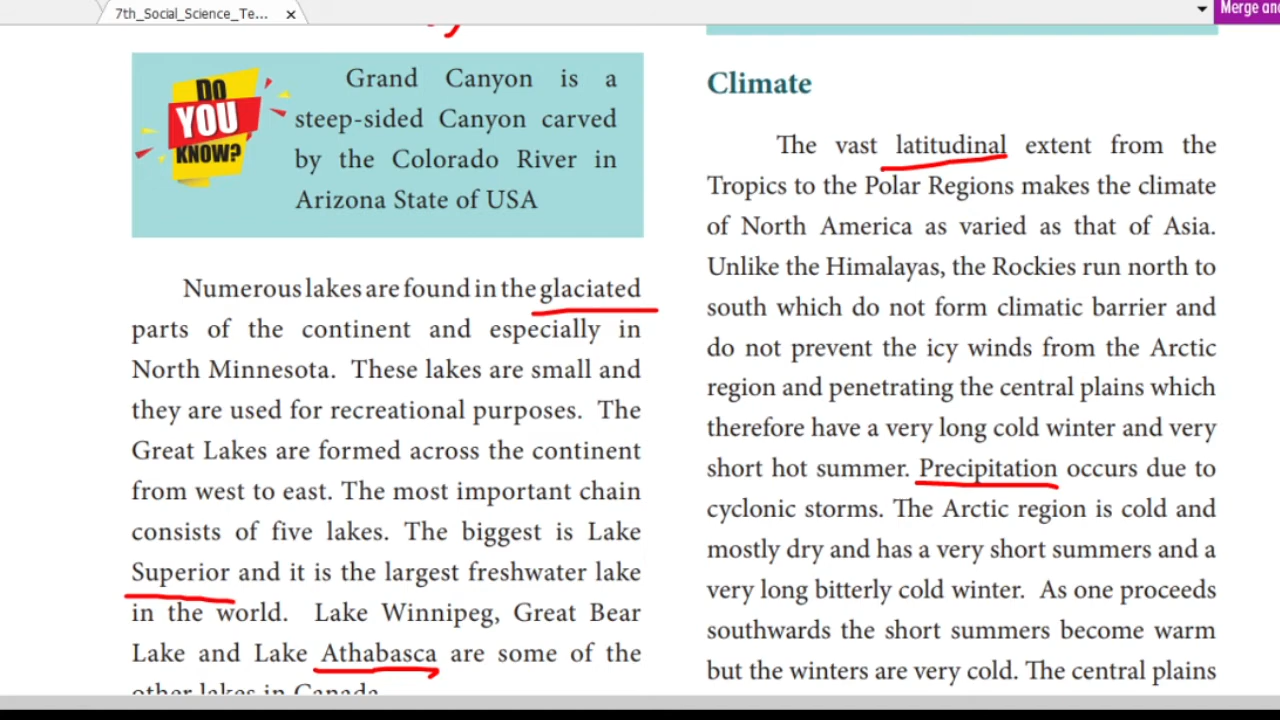 7th_Social_Science_Te...
Merge and
DO
YOU
KNOW?
Grand Canyon is a
steep-sided Canyon carved
by the Colorado River in
Arizona State of USA
Numerous lakes are found in the glaciated
parts of the continent and especially in
North Minnesota. These lakes are small and
they are used for recreational purposes. The
Great Lakes are formed across the continent
from west to east. The most important chain
consists of five lakes. The biggest is Lake
Superior and it is the largest freshwater lake
in the world. Lake Winnipeg, Great Bear
Lake and Lake Athabasca are some of the
other lakes in Canada.
Climate
The vast latitudinal extent from the
Tropics to the Polar Regions makes the climate
of North America as varied as that of Asia.
Unlike the Himalayas, the Rockies run north to
south which do not form climatic barrier and
do not prevent the icy winds from the Arctic
region and penetrating the central plains which
therefore have a very long cold winter and very
short hot summer. Precipitation occurs due to
cyclonic storms. The Arctic region is cold and
mostly dry and has a very short summers and a
very long bitterly cold winter. As one proceeds
southwards the short summers become warm
but the winters are very cold. The central plains